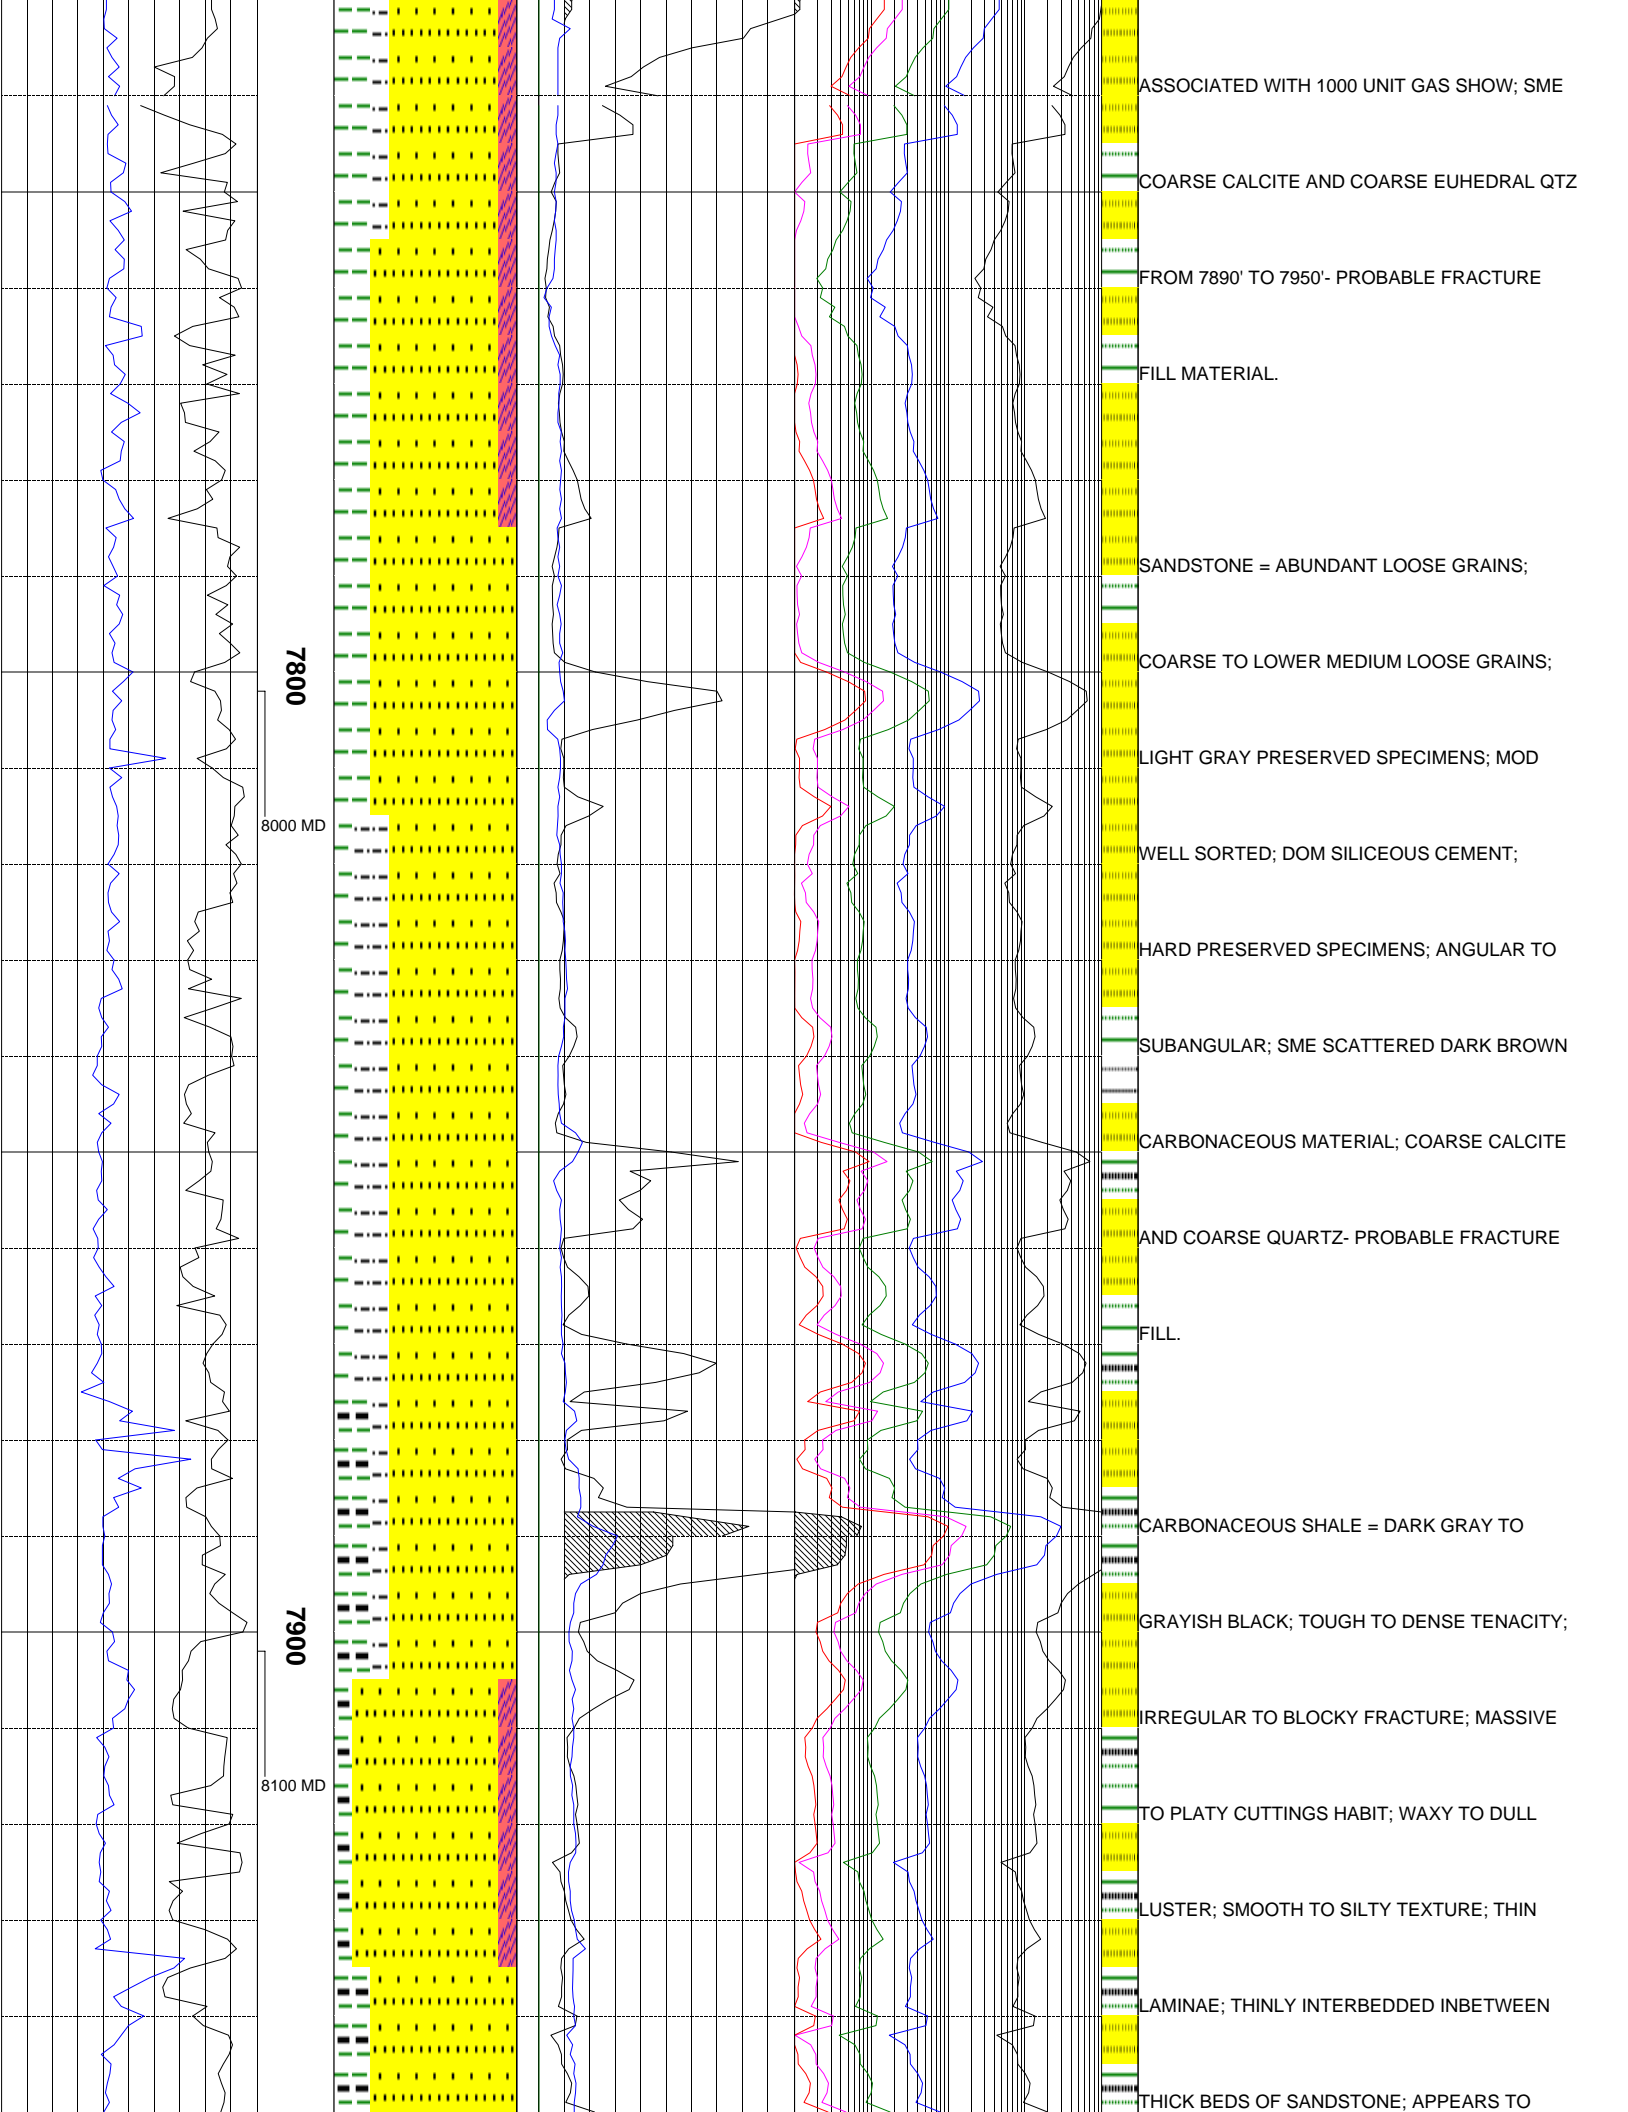 ASSOCIATED WITH 1000 UNIT GAS SHOW; SME
COARSE CALCITE AND COARSE EUHEDRAL QTZ
FROM 7890' TO 7950'- PROBABLE FRACTURE
FILL MATERIAL.
SANDSTONE = ABUNDANT LOOSE GRAINS;
7800
COARSE TO LOWER MEDIUM LOOSE GRAINS;
LIGHT GRAY PRESERVED SPECIMENS; MOD
8000 MD
WELL SORTED; DOM SILICEOUS CEMENT;
HARD PRESERVED SPECIMENS; ANGULAR TO
SUBANGULAR; SME SCATTERED DARK BROWN
CARBONACEOUS MATERIAL; COARSE CALCITE
AND COARSE QUARTZ- PROBABLE FRACTURE
FILL.
CARBONACEOUS SHALE = DARK GRAY TO
7900
GRAYISH BLACK; TOUGH TO DENSE TENACITY;
IRREGULAR TO BLOCKY FRACTURE; MASSIVE
8100 MD
TO PLATY CUTTINGS HABIT; WAXY TO DULL
LUSTER; SMOOTH TO SILTY TEXTURE; THIN
LAMINAE; THINLY INTERBEDDED INBETWEEN
THICK BEDS OF SANDSTONE; APPEARS TO